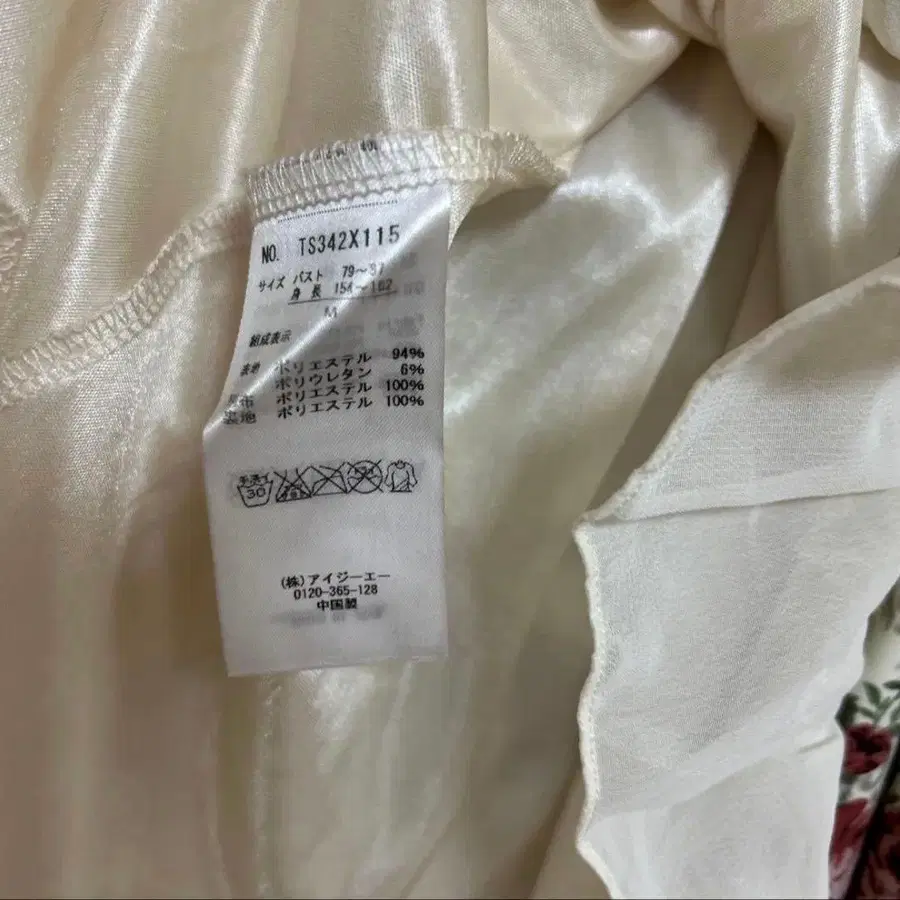 NO. TS342X115
サイズ バスト 79～87
身長 154～162
M
組成表示
表地 ポリエステル 94%
ポリウレタン 6%
ポリエステル 100%
裏地 ポリエステル 100%
手洗イ
30
(株)アイジーエー
0120-365-128
中国製